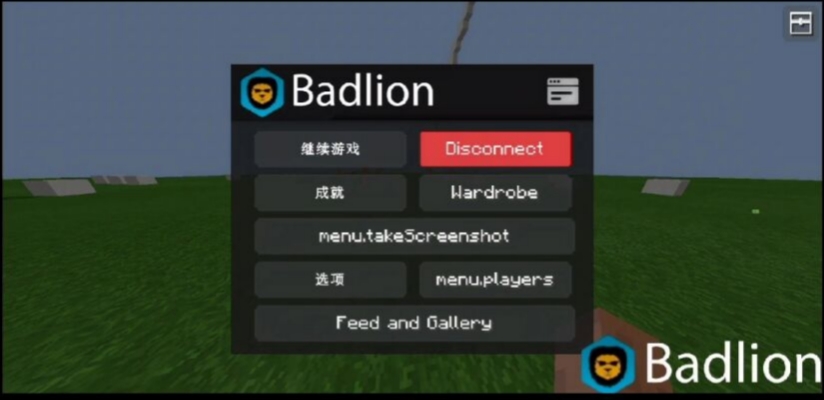 Badlion
继续游戏
Disconnect
成就
Wardrobe
menu.takeScreenshot
选项
menu.players
Feed and Gallery
Badlion